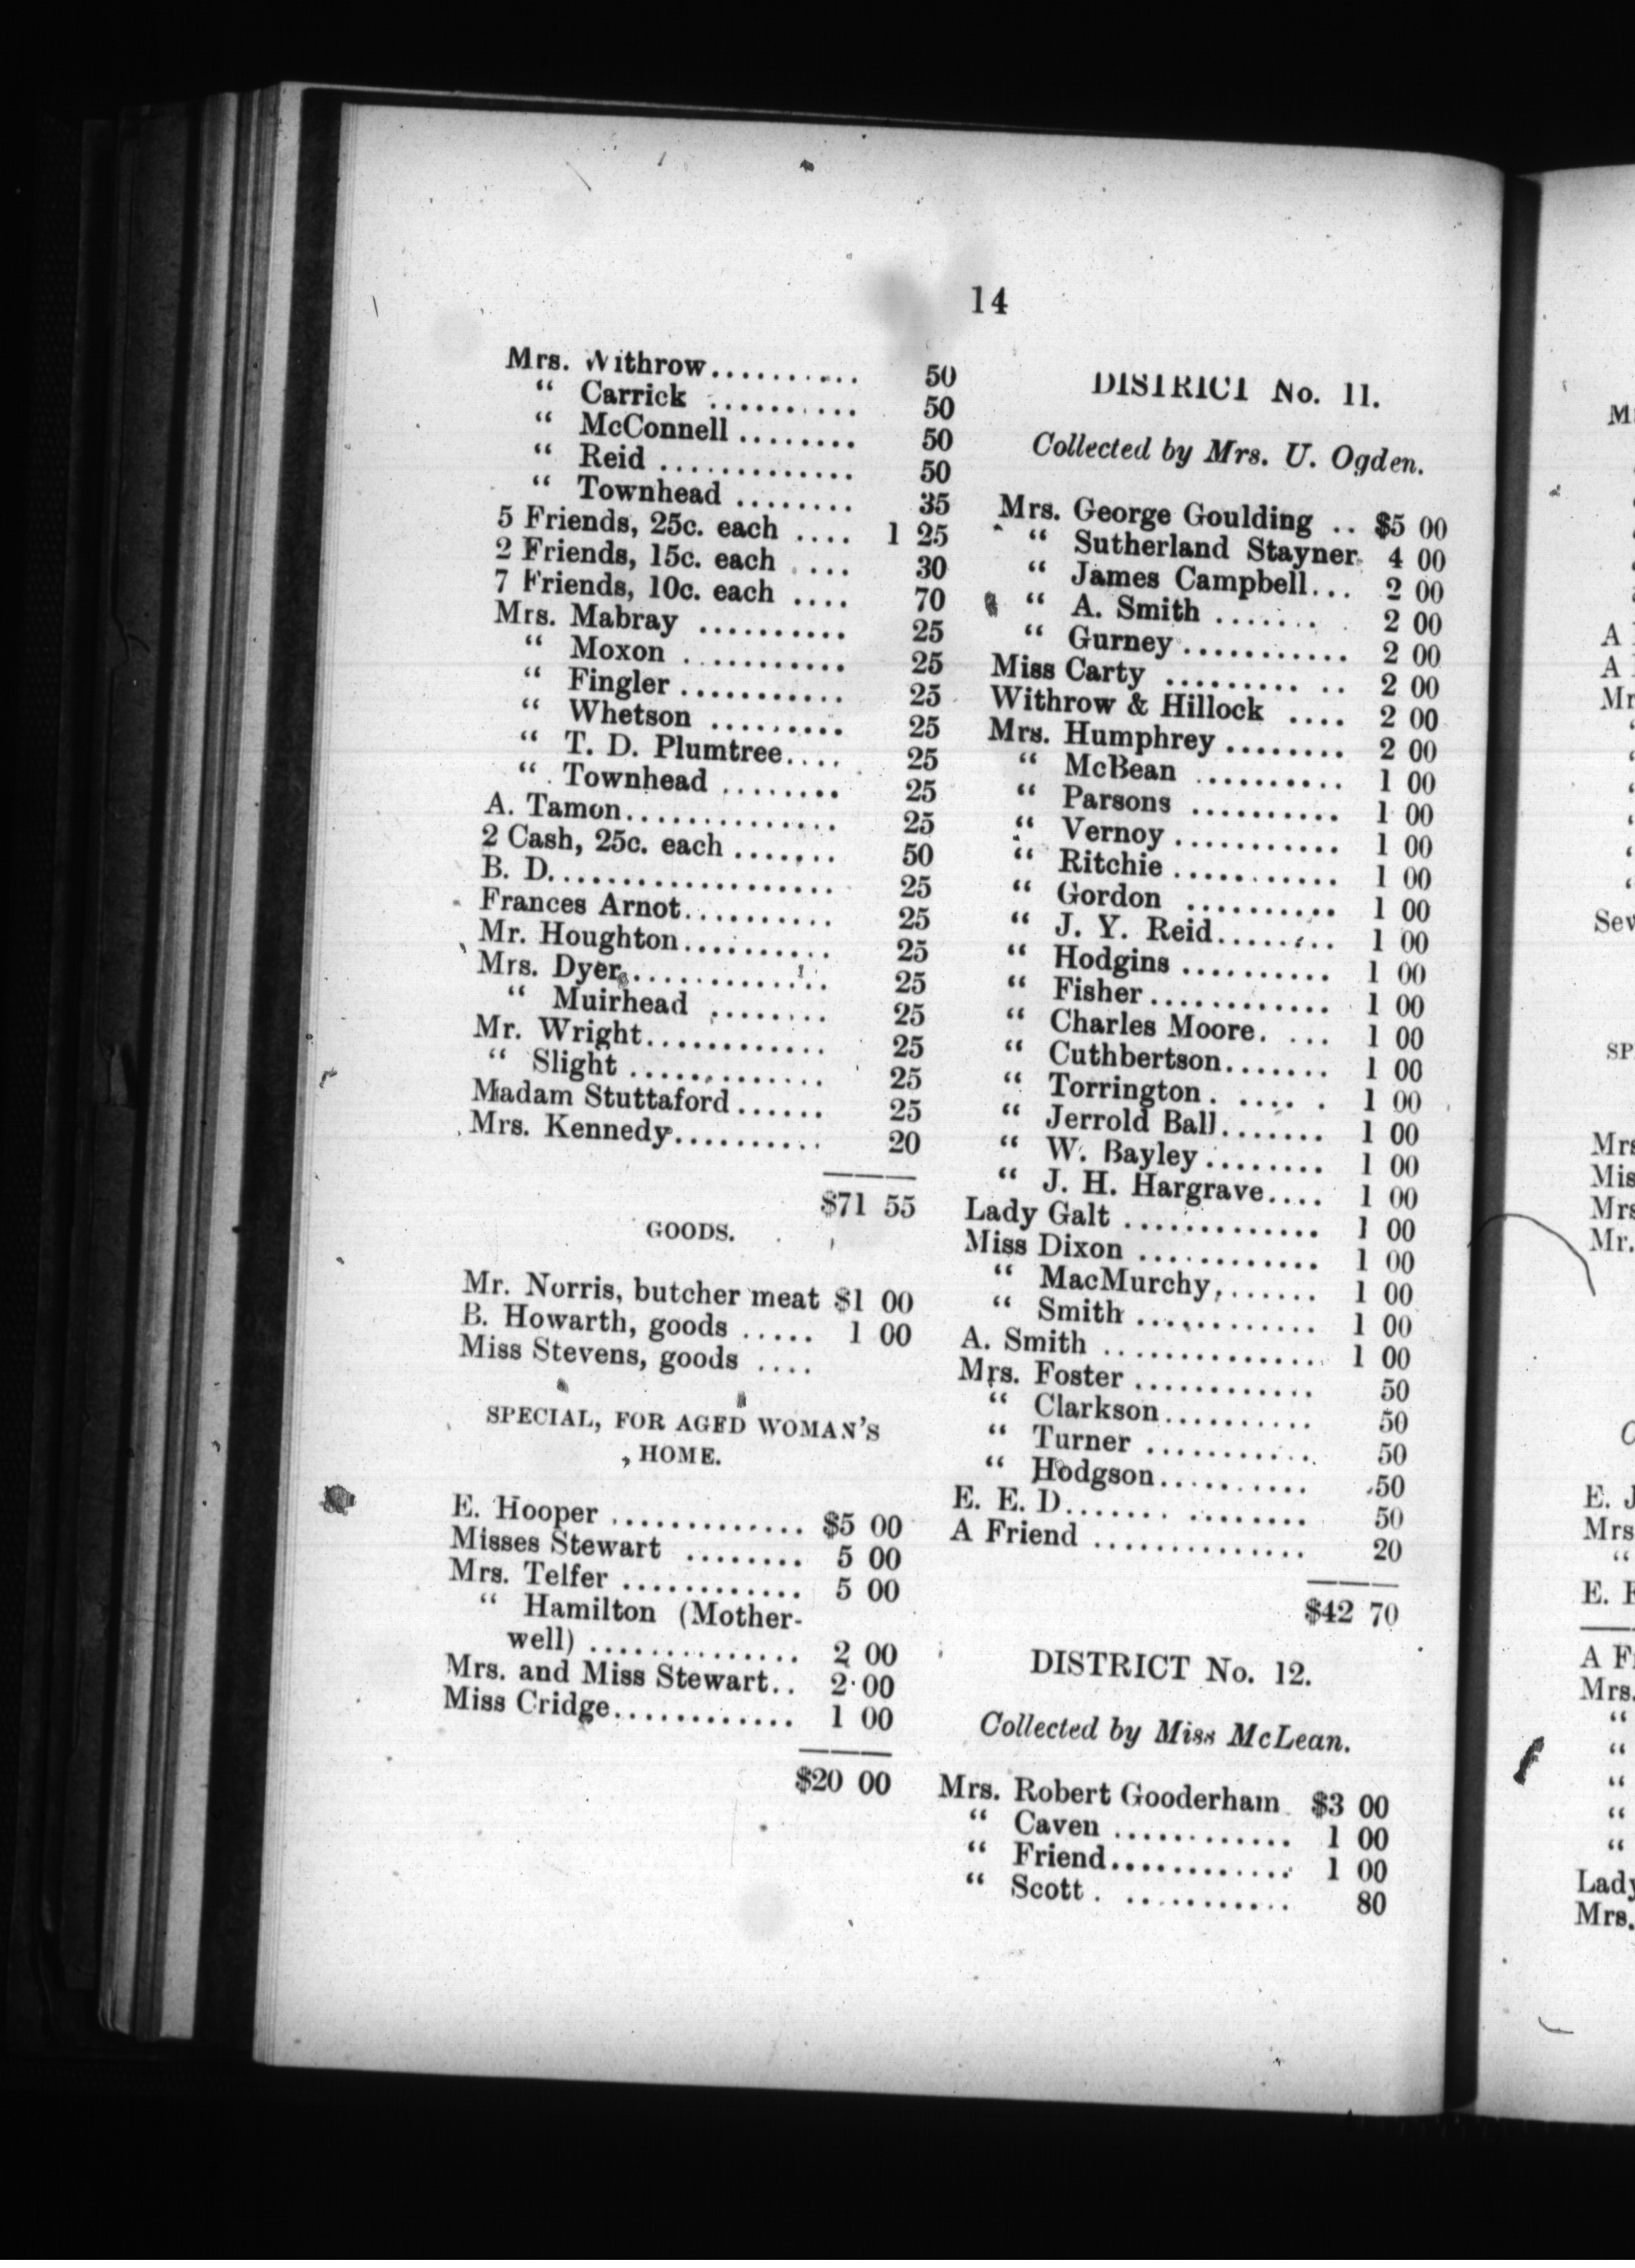 14
Mrs. Withrow.......... 50
“ Carrick .......... 50
“ McConnell ........ 50
“ Reid ............. 50
“ Townhead ........ 35
5 Friends, 25c. each .... 1 25
2 Friends, 15c. each .... 30
7 Friends, 10c. each .... 70
Mrs. Mabray .......... 25
“ Moxon ........... 25
“ Fingler ........... 25
“ Whetson .......... 25
“ T. D. Plumtree.... 25
“ Townhead ........ 25
A. Tamon.............. 25
2 Cash, 25c. each ....... 50
B. D................... 25
Frances Arnot.......... 25
Mr. Houghton.......... 25
Mrs. Dyer............. 25
“ Muirhead ........ 25
Mr. Wright............ 25
“ Slight ............. 25
Madam Stuttaford...... 25
Mrs. Kennedy.......... 20
$71 55
GOODS.
Mr. Norris, butcher meat $1 00
B. Howarth, goods ..... 1 00
Miss Stevens, goods ....
SPECIAL, FOR AGED WOMAN'S
HOME.
E. Hooper ............. $5 00
Misses Stewart ........ 5 00
Mrs. Telfer ............ 5 00
“ Hamilton (Mother-
well) .............. 2 00
Mrs. and Miss Stewart.. 2 00
Miss Cridge............ 1 00
$20 00
DISTRICT No. 11.
Collected by Mrs. U. Ogden.
Mrs. George Goulding .. $5 00
“ Sutherland Stayner 4 00
“ James Campbell... 2 00
“ A. Smith ....... 2 00
“ Gurney........... 2 00
Miss Carty ........... 2 00
Withrow & Hillock .... 2 00
Mrs. Humphrey ........ 2 00
“ McBean .......... 1 00
“ Parsons .......... 1 00
“ Vernoy ........... 1 00
“ Ritchie ........... 1 00
“ Gordon .......... 1 00
“ J. Y. Reid........ 1 00
“ Hodgins .......... 1 00
“ Fisher ............ 1 00
“ Charles Moore. ... 1 00
“ Cuthbertson....... 1 00
“ Torrington . .... . 1 00
“ Jerrold Ball....... 1 00
“ W. Bayley ........ 1 00
“ J. H. Hargrave.... 1 00
Lady Galt ............. 1 00
Miss Dixon ............ 1 00
“ MacMurchy....... 1 00
“ Smith ............ 1 00
A. Smith ............... 1 00
Mrs. Foster ............ 50
“ Clarkson.......... 50
“ Turner ........... 50
“ Hodgson.......... 50
E. E. D....... ........ 50
A Friend .............. 20
$42 70
DISTRICT No. 12.
Collected by Miss McLean.
Mrs. Robert Gooderham $3 00
“ Caven ............ 1 00
“ Friend............ 1 00
“ Scott . ........... 80